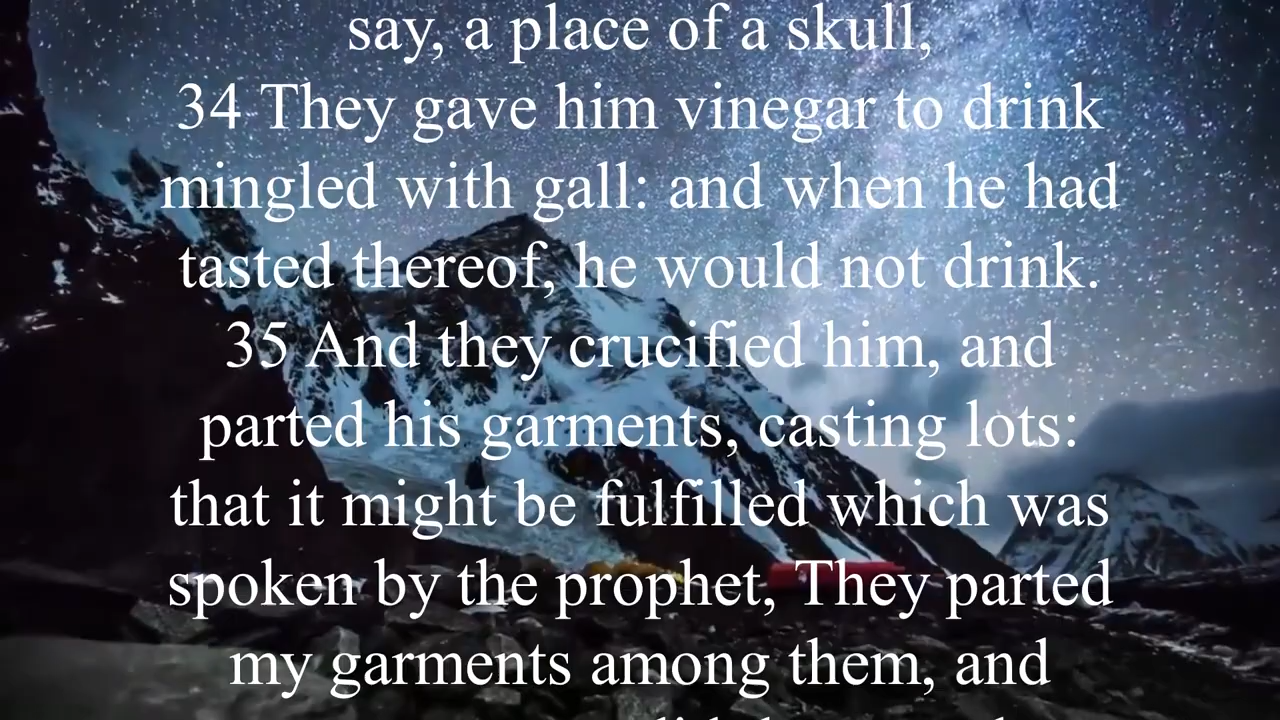 say, a place of a skull,
34 They gave him vinegar to drink
mingled with gall: and when he had
tasted thereof, he would not drink.
35 And they crucified him, and
parted his garments, casting lots:
that it might be fulfilled which was
spoken by the prophet, They parted
my garments among them, and